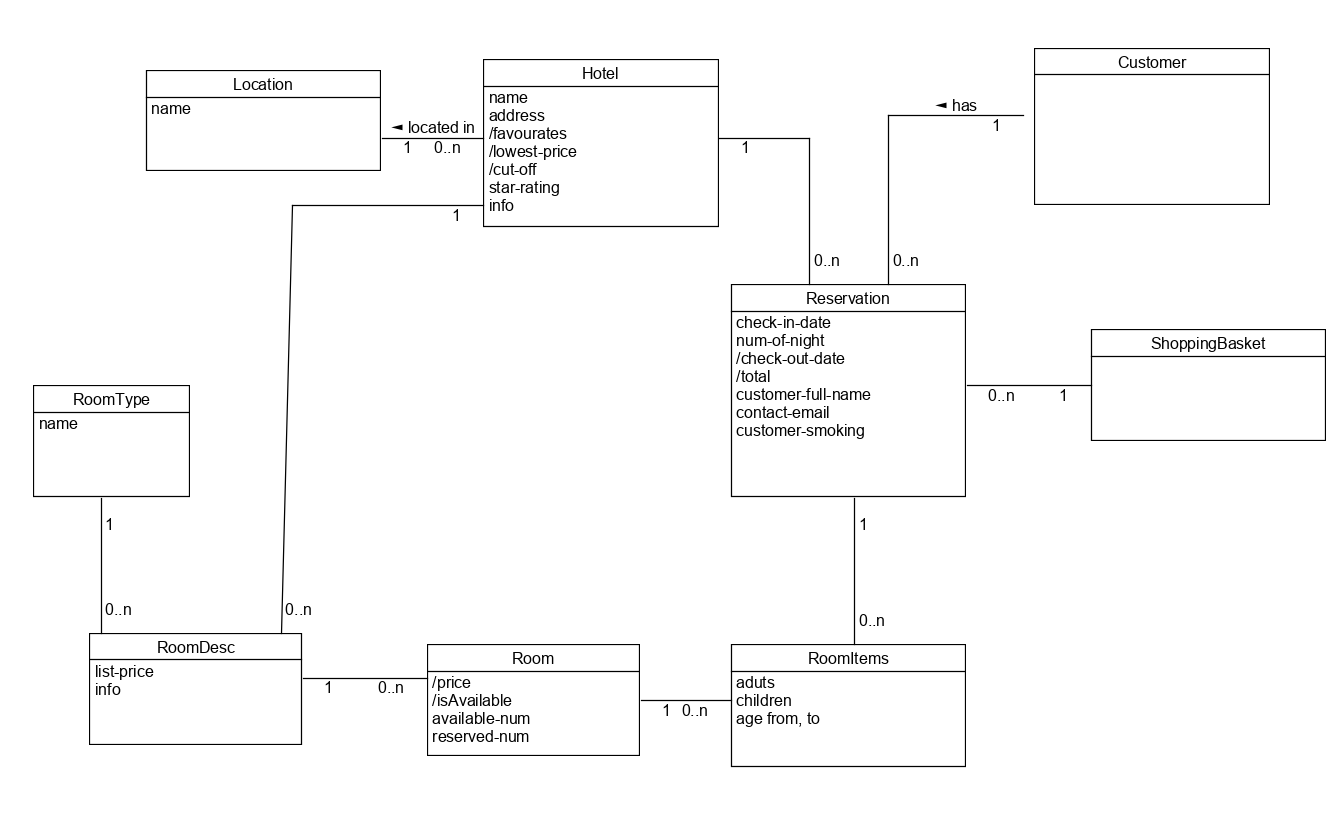 Customer
Hotel
Location
name
name
address
/favourates
/lowest-price
/cut-off
star-rating
info
◄ has
1
◄ located in
1 0..n
1
1
0..n
0..n
Reservation
check-in-date
num-of-night
/check-out-date
/total
customer-full-name
contact-email
customer-smoking
ShoppingBasket
0..n 1
RoomType
name
1
1
0..n
0..n
0..n
RoomDesc
list-price
info
1 0..n
Room
/price
/isAvailable
available-num
reserved-num
1 0..n
RoomItems
aduts
children
age from, to